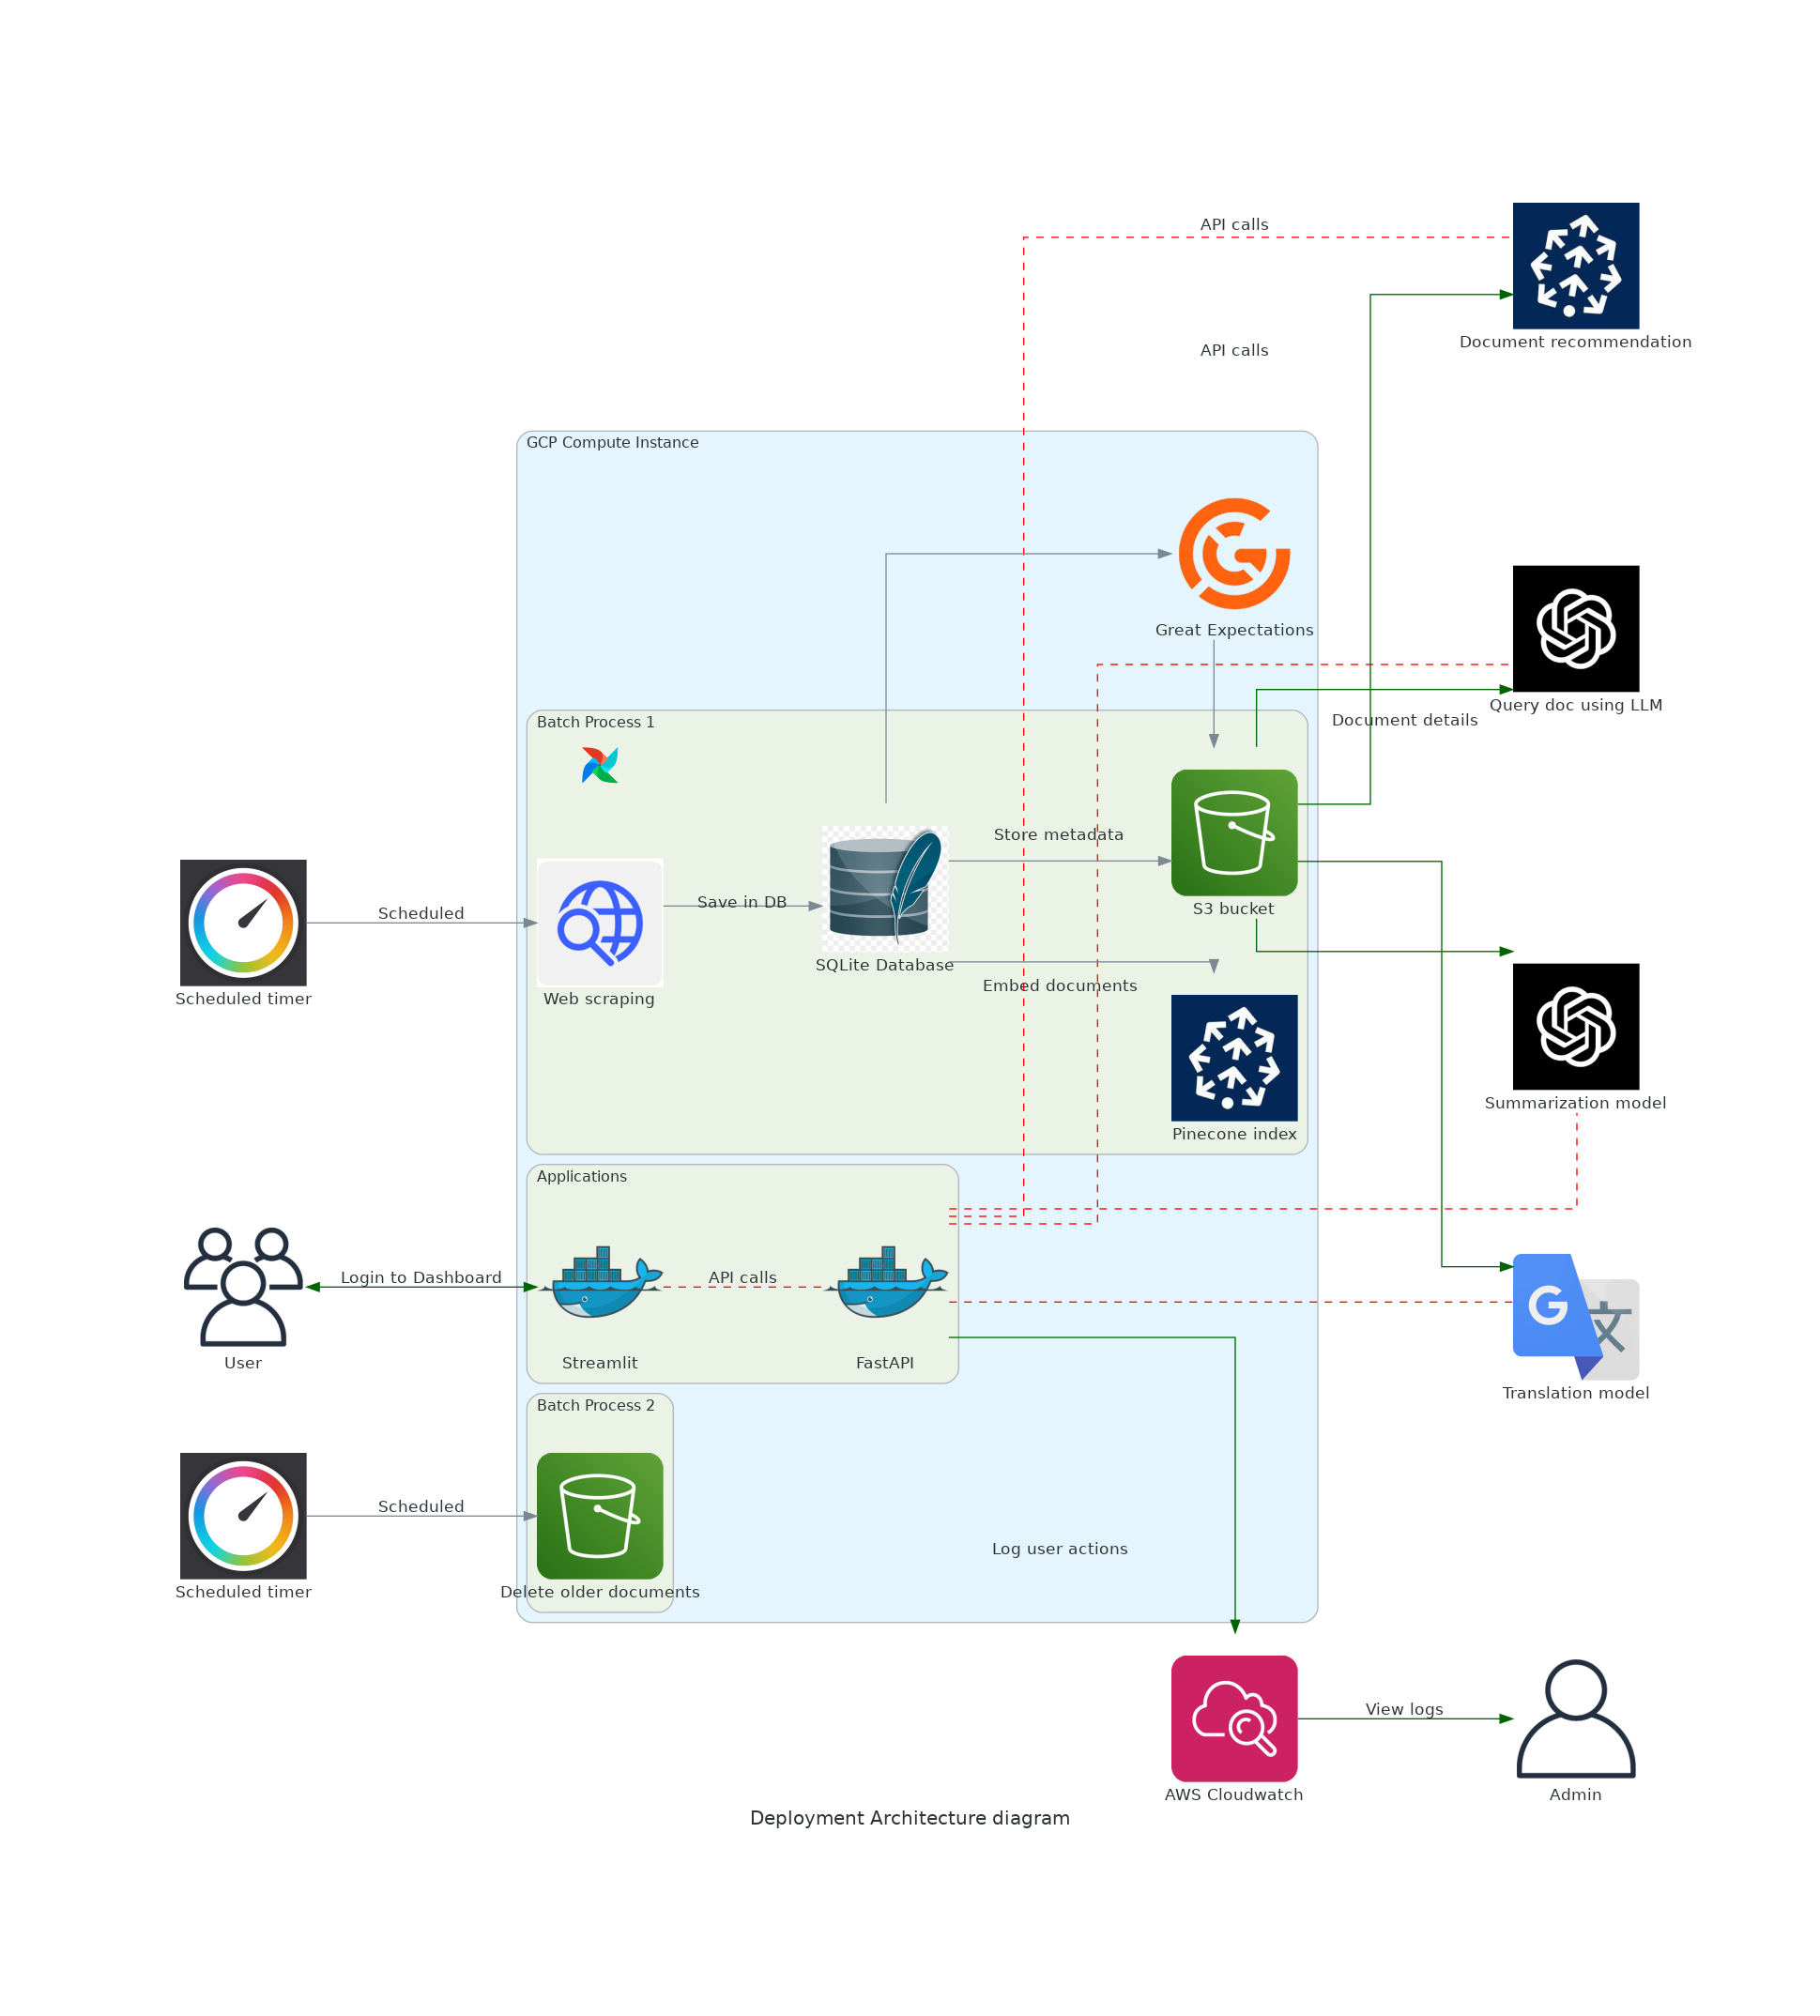 API calls
Document recommendation
API calls
GCP Compute Instance
Great Expectations
Query doc using LLM
Document details
Batch Process 1
Store metadata
Save in DB
S3 bucket
Scheduled
SQLite Database
Embed documents
Scheduled timer
Web scraping
Summarization model
Pinecone index
Applications
Login to Dashboard
API calls
User
Streamlit
FastAPI
文
Translation model
Batch Process 2
Scheduled
Log user actions
Scheduled timer
Delete older documents
View logs
AWS Cloudwatch
Admin
Deployment Architecture diagram